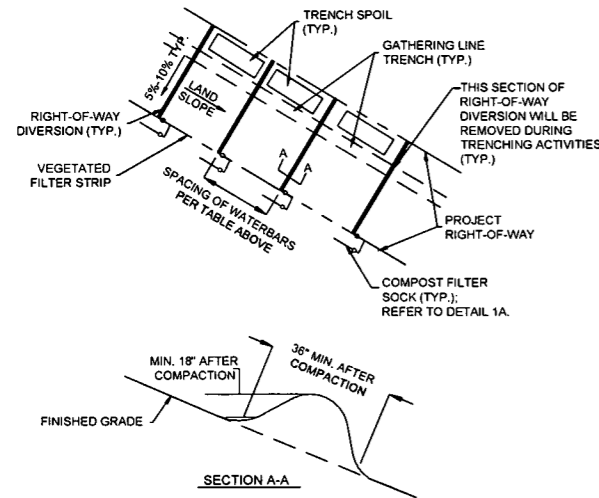 TRENCH SPOIL
(TYP.)
GATHERING LINE
TRENCH (TYP.)
5%-10% TYP.
LAND
SLOPE
THIS SECTION OF
RIGHT-OF-WAY
DIVERSION WILL BE
REMOVED DURING
TRENCHING ACTIVITIES
(TYP.)
RIGHT-OF-WAY
DIVERSION (TYP.)
VEGETATED
FILTER STRIP
A
A
SPACING OF WATERBARS
PER TABLE ABOVE
PROJECT
RIGHT-OF-WAY
COMPOST FILTER
SOCK (TYP.);
REFER TO DETAIL 1A.
MIN. 18" AFTER
COMPACTION
36" MIN. AFTER
COMPACTION
FINISHED GRADE
SECTION A-A